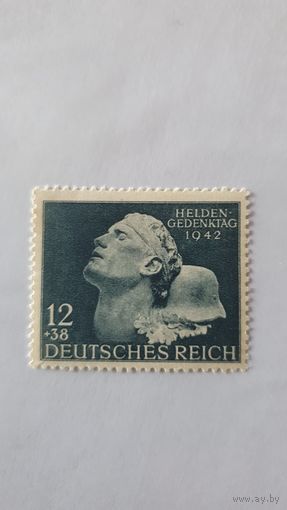 HELDEN-
GEDENKTAG
1942
12
+38
DEUTSCHES REICH
www.ay.by